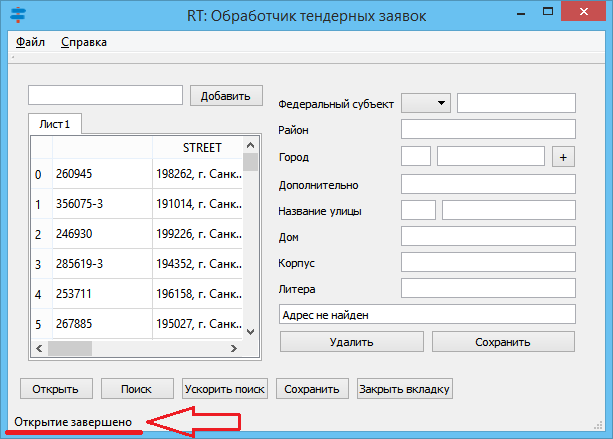 RT: Обработчик тендерных заявок
Файл Справка
Добавить
Лист1
STREET
0 260945 198262, г. Санк...
1 356075-3 191014, г. Санк...
2 246930 199226, г. Санк...
3 285619-3 194352, г. Санк...
4 253711 196158, г. Санк...
5 267885 195027, г. Санк...
Федеральный субъект
Район
Город +
Дополнительно
Название улицы
Дом
Корпус
Литера
Адрес не найден
Удалить Сохранить
Открыть Поиск Ускорить поиск Сохранить Закрыть вкладку
Открытие завершено